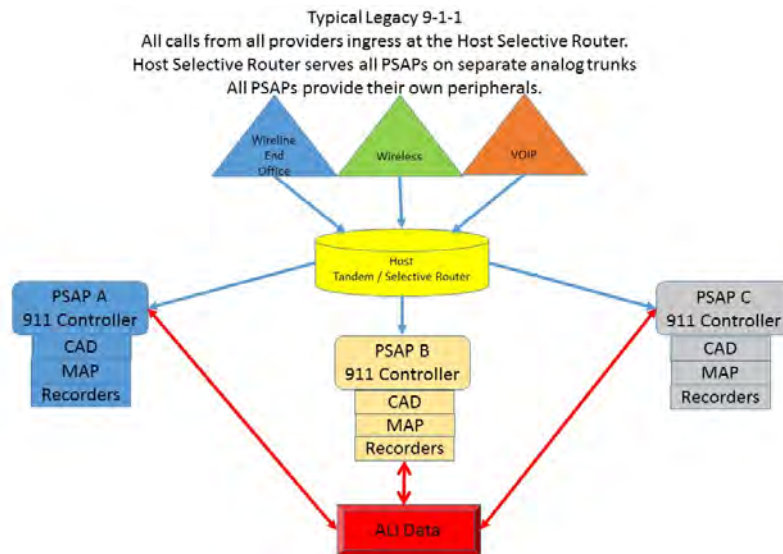 Typical Legacy 9-1-1
All calls from all providers ingress at the Host Selective Router.
Host Selective Router serves all PSAPs on separate analog trunks
All PSAPs provide their own peripherals.
Wireline
End
Office
Wireless
VOIP
Host
Tandem / Selective Router
PSAP A
911 Controller
CAD
MAP
Recorders
PSAP B
911 Controller
CAD
MAP
Recorders
PSAP C
911 Controller
CAD
MAP
Recorders
ALI Data